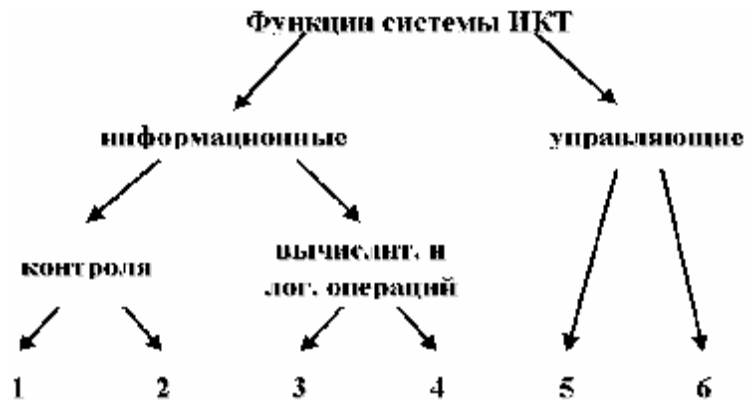 Функции системы ИКТ
информационные
управляющие
контроля
вычислит. и
лог. операций
1 2 3 4 5 6